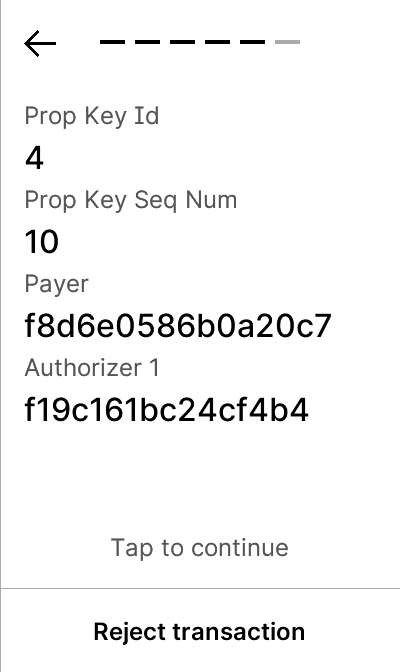 Prop Key Id
4
Prop Key Seq Num
10
Payer
f8d6e0586b0a20c7
Authorizer 1
f19c161bc24cf4b4
Tap to continue
Reject transaction